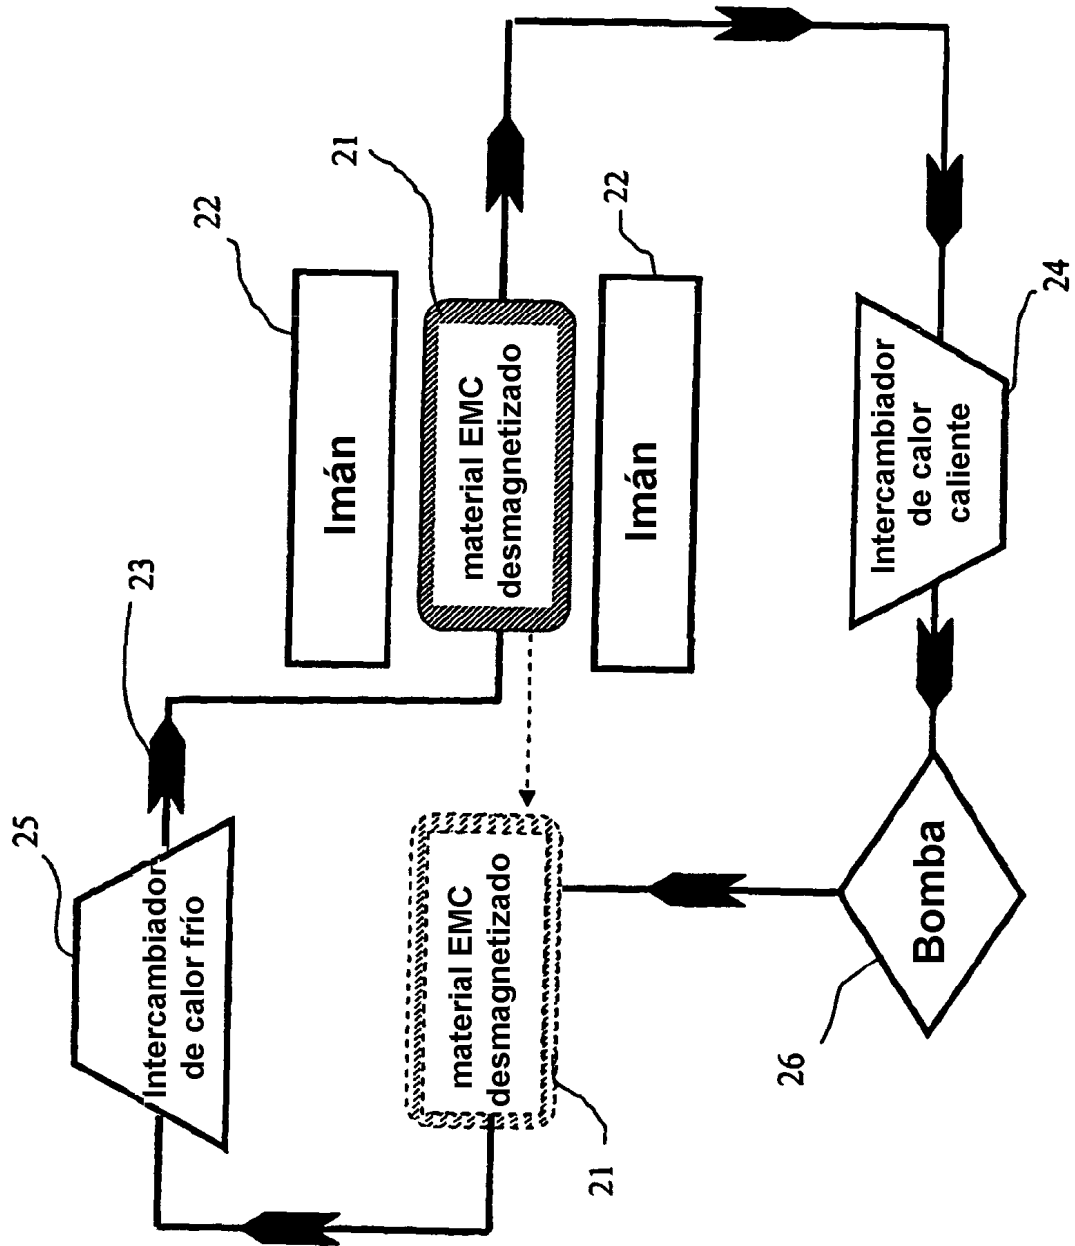 25
23
Intercambiador
de calor frío
22
Imán
21
material EMC
desmagnetizado
material EMC
desmagnetizado
21
22
Imán
26
Bomba
Intercambiador
de calor
caliente
24